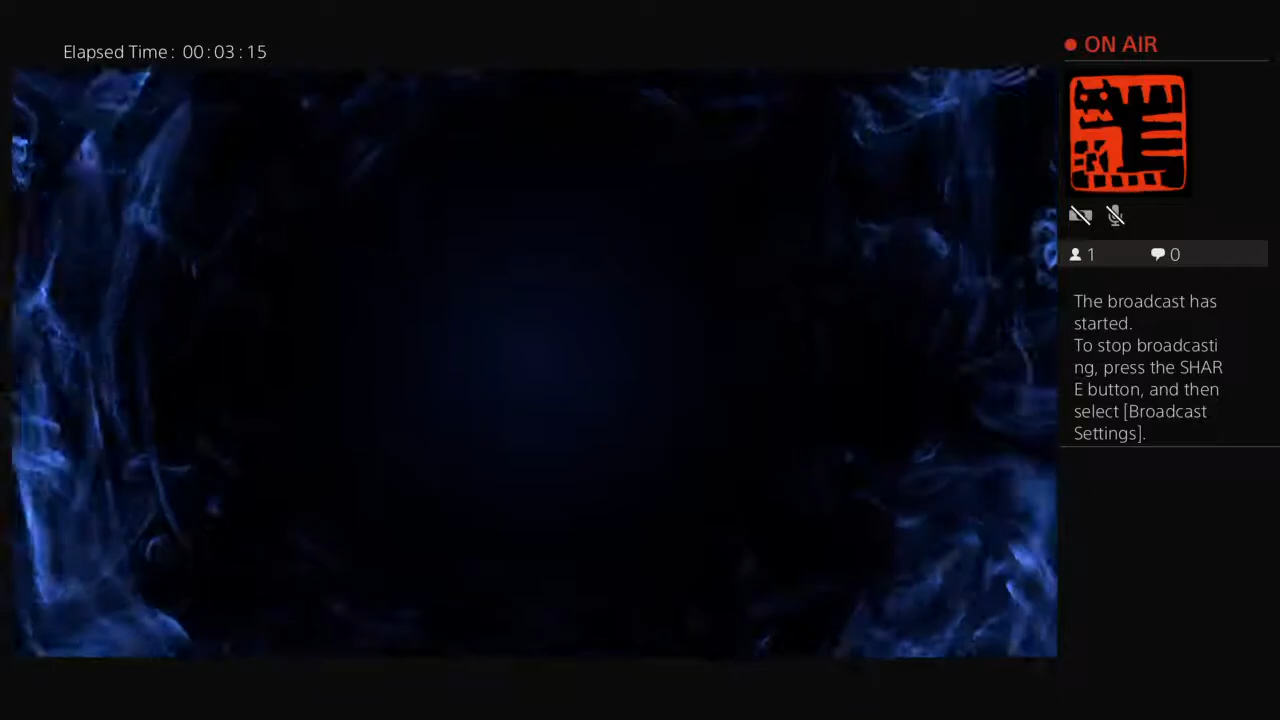 Elapsed Time: 00:03:15
ON AIR
1
0
The broadcast has
started.
To stop broadcasti
ng, press the SHAR
E button, and then
select [Broadcast
Settings].